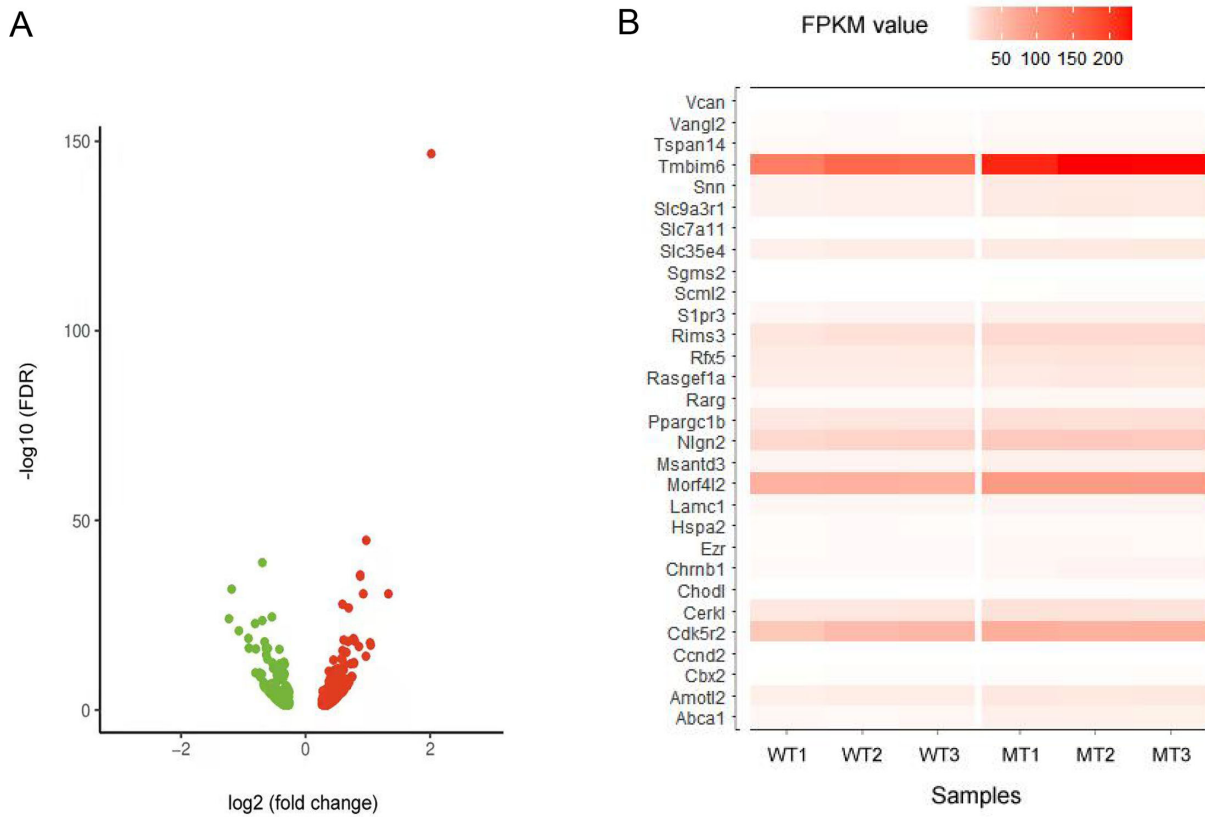 A
150
100
50
0
-log10 (FDR)
−2
0
2
log2 (fold change)
B
FPKM value
50 100 150 200
Vcan
Vangl2
Tspan14
Tmbim6
Snn
Slc9a3r1
Slc7a11
Slc35e4
Sgms2
Scml2
S1pr3
Rims3
Rfx5
Rasgef1a
Rarg
Ppargc1b
Nlgn2
Msantd3
Morf4l2
Lamc1
Hspa2
Ezr
Chrnb1
Chodl
Cerkl
Cdk5r2
Ccnd2
Cbx2
Amotl2
Abca1
WT1 WT2 WT3 MT1 MT2 MT3
Samples